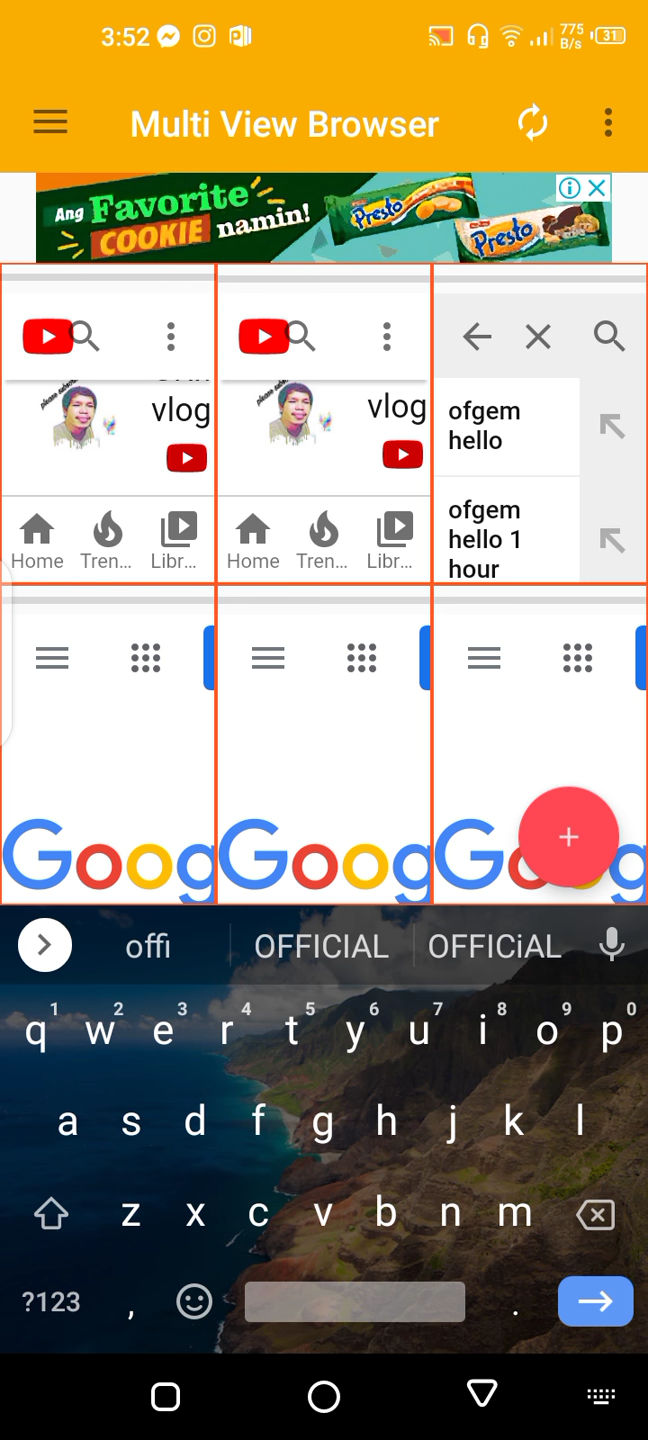 3:52
775
B/s
31
Multi View Browser
Ang Favorite
COOKIE namin!
Presto
Presto
vlog
Home Tren... Libr...
vlog
Home Tren... Libr...
ofgem
hello
ofgem
hello 1
hour
Goog
Goog
Goog
offi OFFICIAL OFFICiAL
1 2 3 4 5 6 7 8 9 0
q w e r t y u i o p
a s d f g h j k l
z x c v b n m
?123 , .